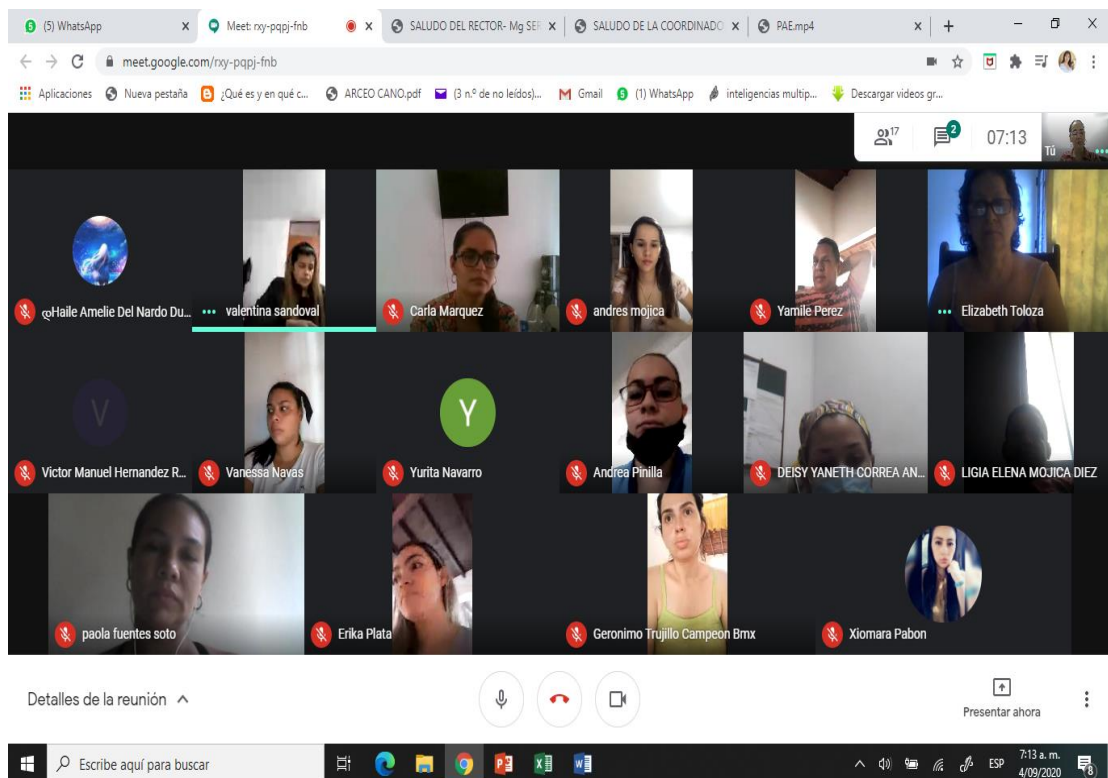 (5) WhatsApp
Meet: rxy-pqpj-fnb
SALUDO DEL RECTOR- Mg SER
SALUDO DE LA COORDINADO
PAE.mp4
meet.google.com/rxy-pqpj-fnb
Aplicaciones
Nueva pestaña
¿Qué es y en qué c...
ARCEO CANO.pdf
(3 n.º de no leídos)...
Gmail
(1) WhatsApp
inteligencias multip...
Descargar videos gr...
17
2
07:13
Tú
Haile Amelie Del Nardo Du...
valentina sandoval
Carla Marquez
andres mojica
Yamile Perez
Elizabeth Toloza
V
Victor Manuel Hernandez R...
Vanessa Navas
Y
Yurita Navarro
Andrea Pinilla
DEISY YANETH CORREA AN...
LIGIA ELENA MOJICA DIEZ
paola fuentes soto
Erika Plata
Geronimo Trujillo Campeon Bmx
Xiomara Pabon
Detalles de la reunión
Presentar ahora
Escribe aquí para buscar
ESP
7:13 a. m.
4/09/2020
8